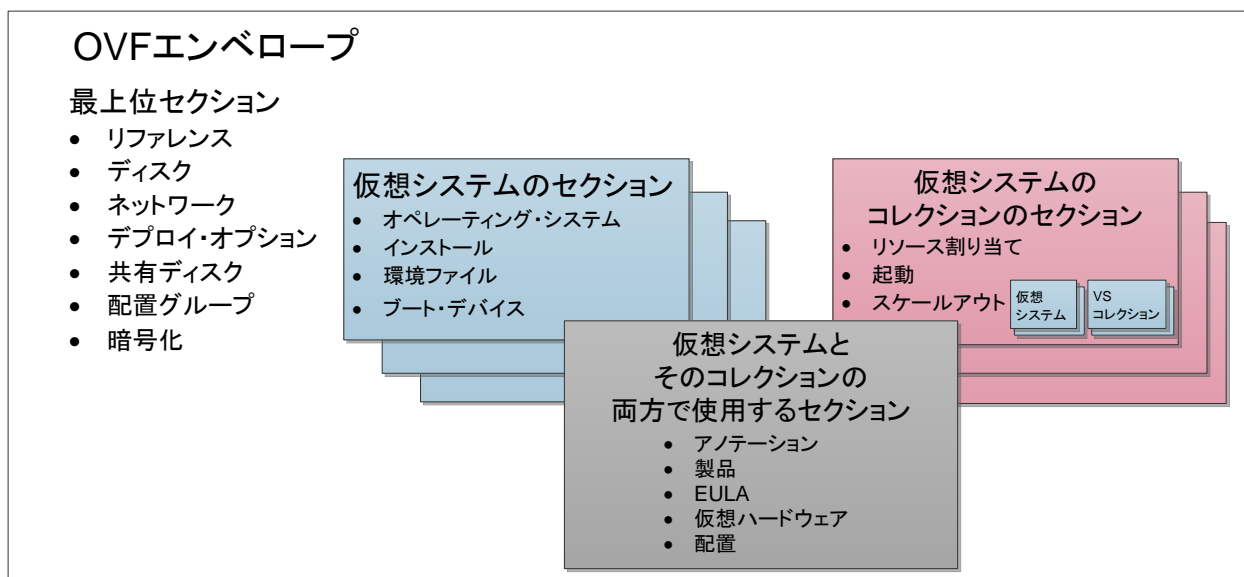 OVFエンベロープ
最上位セクション
• リファレンス
• ディスク
• ネットワーク
• デプロイ・オプション
• 共有ディスク
• 配置グループ
• 暗号化
仮想システムのセクション
• オペレーティング・システム
• インストール
• 環境ファイル
• ブート・デバイス
仮想システムの
コレクションのセクション
• リソース割り当て
• 起動
• スケールアウト
仮想
システム
VS
コレクション
仮想システムと
そのコレクションの
両方で使用するセクション
• アノテーション
• 製品
• EULA
• 仮想ハードウェア
• 配置